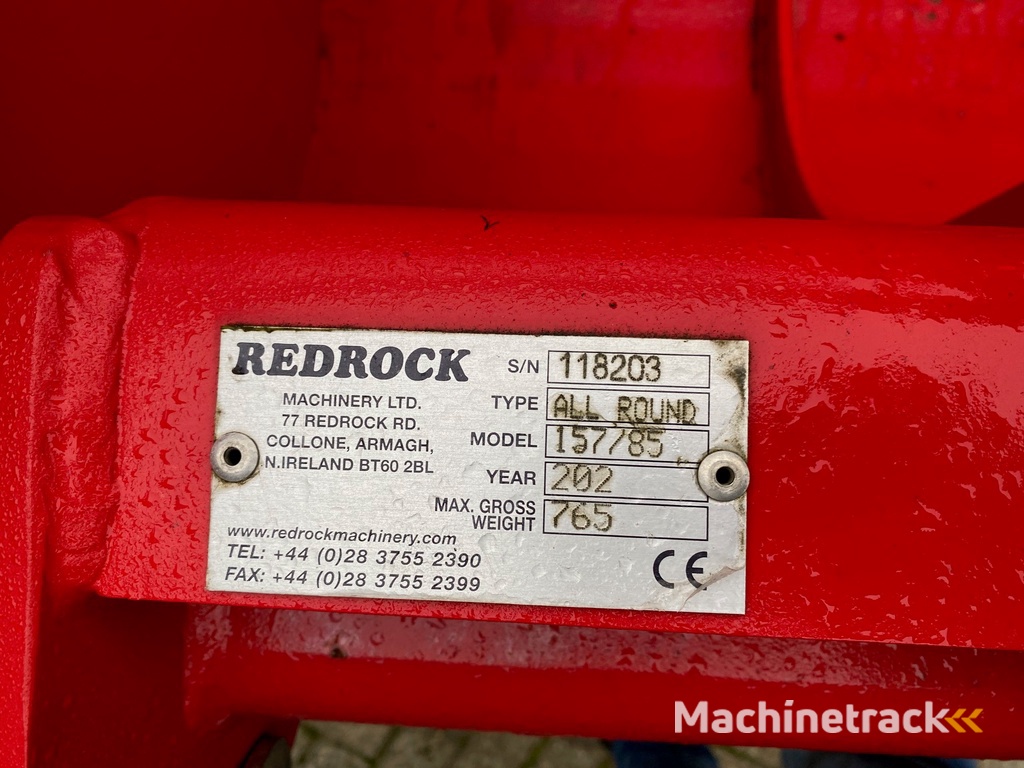 REDROCK
MACHINERY LTD.
77 REDROCK RD.
COLLONE, ARMAGH,
N.IRELAND BT60 2BL
www.redrockmachinery.com
TEL: +44 (0)28 3755 2390
FAX: +44 (0)28 3755 2399
S/N 118203
TYPE ALL ROUND
MODEL 157/85
YEAR 202
MAX. GROSS
WEIGHT 765
CE
Machinetrack